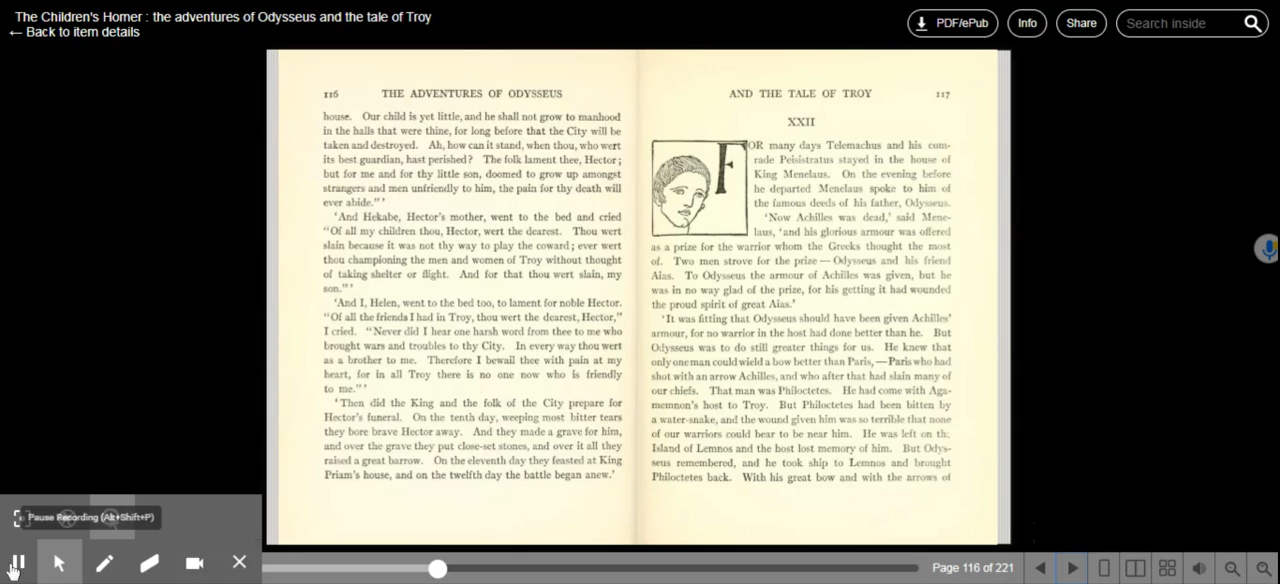 The Children's Homer : the adventures of Odysseus and the tale of Troy
← Back to item details
PDF/ePub
Info
Share
Search inside
116 THE ADVENTURES OF ODYSSEUS
house. Our child is yet little, and he shall not grow to manhood
in the halls that were thine, for long before that the City will be
taken and destroyed. Ah, how can it stand, when thou, who wert
its best guardian, hast perished? The folk lament thee, Hector;
but for me and for thy little son, doomed to grow up amongst
strangers and men unfriendly to him, the pain for thy death will
ever abide."'
'And Hekabe, Hector's mother, went to the bed and cried
"Of all my children thou, Hector, wert the dearest. Thou wert
slain because it was not thy way to play the coward; ever wert
thou championing the men and women of Troy without thought
of taking shelter or flight. And for that thou wert slain, my
son."'
'And I, Helen, went to the bed too, to lament for noble Hector.
"Of all the friends I had in Troy, thou wert the dearest, Hector,"
I cried. "Never did I hear one harsh word from thee to me who
brought wars and troubles to thy City. In every way thou wert
as a brother to me. Therefore I bewail thee with pain at my
heart, for in all Troy there is no one now who is friendly
to me."'
'Then did the King and the folk of the City prepare for
Hector's funeral. On the tenth day, weeping most bitter tears
they bore brave Hector away. And they made a grave for him,
and over the grave they put close-set stones, and over it all they
raised a great barrow. On the eleventh day they feasted at King
Priam's house, and on the twelfth day the battle began anew.'
AND THE TALE OF TROY 117
XXII
FOR many days Telemachus and his com-
rade Peisistratus stayed in the house of
King Menelaus. On the evening before
he departed Menelaus spoke to him of
the famous deeds of his father, Odysseus.
'Now Achilles was dead,' said Mene-
laus, 'and his glorious armour was offered
as a prize for the warrior whom the Greeks thought the most
of. Two men strove for the prize — Odysseus and his friend
Aias. To Odysseus the armour of Achilles was given, but he
was in no way glad of the prize, for his getting it had wounded
the proud spirit of great Aias.'
'It was fitting that Odysseus should have been given Achilles'
armour, for no warrior in the host had done better than he. But
Odysseus was to do still greater things for us. He knew that
only one man could wield a bow better than Paris,—Paris who had
shot with an arrow Achilles, and who after that had slain many of
our chiefs. That man was Philoctetes. He had come with Aga-
memnon's host to Troy. But Philoctetes had been bitten by
a water-snake, and the wound given him was so terrible that none
of our warriors could bear to be near him. He was left on the
Island of Lemnos and the host lost memory of him. But Odys-
seus remembered, and he took ship to Lemnos and brought
Philoctetes back. With his great bow and with the arrows of
Pause Recording (Alt+Shift+P)
Page 116 of 221